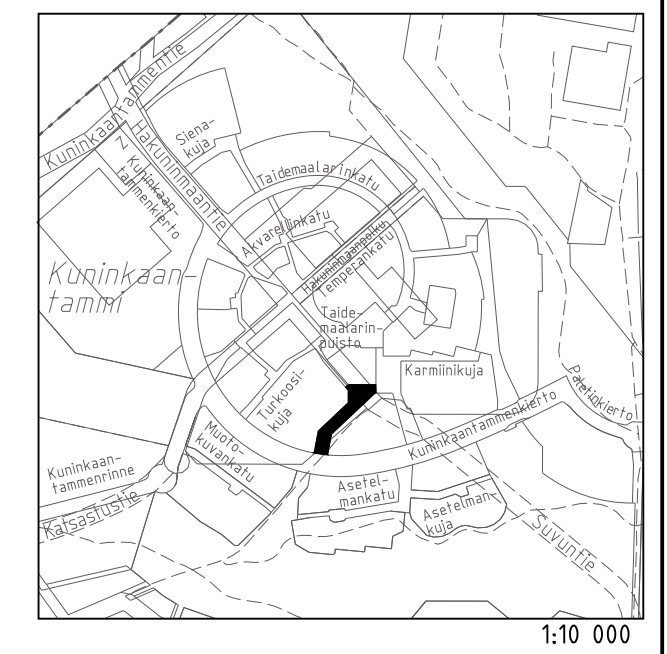 Kuninkaantammentie
Hakuninmaantie
Siena-
kuja
Kuninkaan-
tammenkierto
Taidemaalarinkatu
Akvarellinkatu
Hakuninmaanpolku
Temperankatu
Kuninkaan-
tammi
Taide-
maalarin-
puisto
Karmiinikuja
Turkoosi-
kuja
Paletinkierto
Kuninkaantammenkierto
Muoto-
kuvankatu
Kuninkaan-
tammenrinne
Katsastustie
Asetel-
mankatu
Asetelman-
kuja
Suvuntie
1:10 000